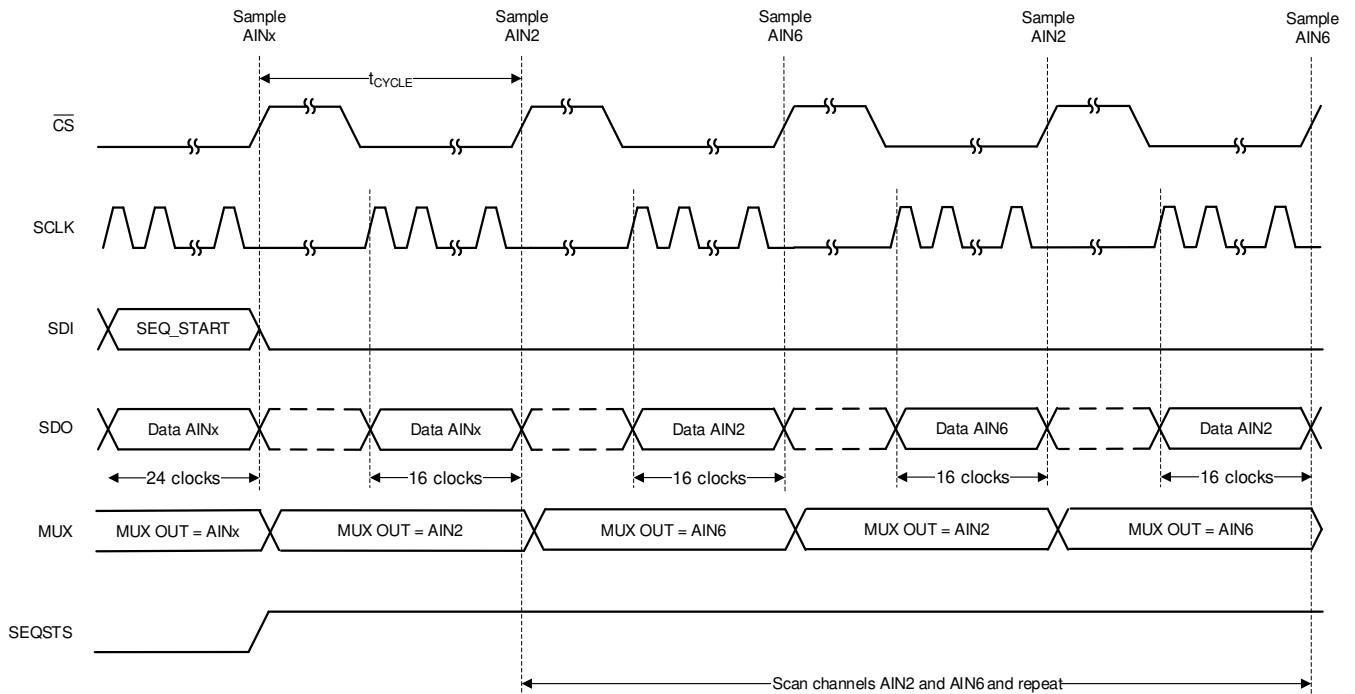 Sample
AINx
Sample
AIN2
Sample
AIN6
Sample
AIN2
Sample
AIN6
tCYCLE
CS
SCLK
SDI
SEQ_START
SDO
Data AINx
Data AINx
Data AIN2
Data AIN6
Data AIN2
24 clocks
16 clocks
16 clocks
16 clocks
16 clocks
MUX
MUX OUT = AINx
MUX OUT = AIN2
MUX OUT = AIN6
MUX OUT = AIN2
MUX OUT = AIN6
SEQSTS
Scan channels AIN2 and AIN6 and repeat